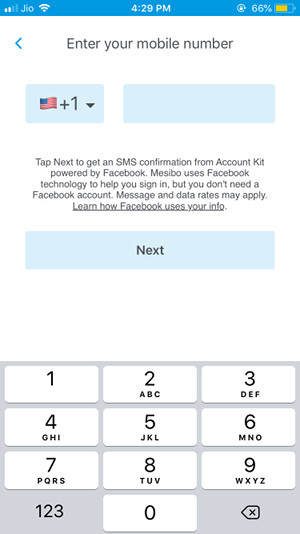 Jio 4:29 PM 66%
Enter your mobile number
+1
Tap Next to get an SMS confirmation from Account Kit
powered by Facebook. Mesibo uses Facebook
technology to help you sign in, but you don't need a
Facebook account. Message and data rates may apply.
Learn how Facebook uses your info.
Next
1 2 3
ABC DEF
4 5 6
GHI JKL MNO
7 8 9
PQRS TUV WXYZ
123 0